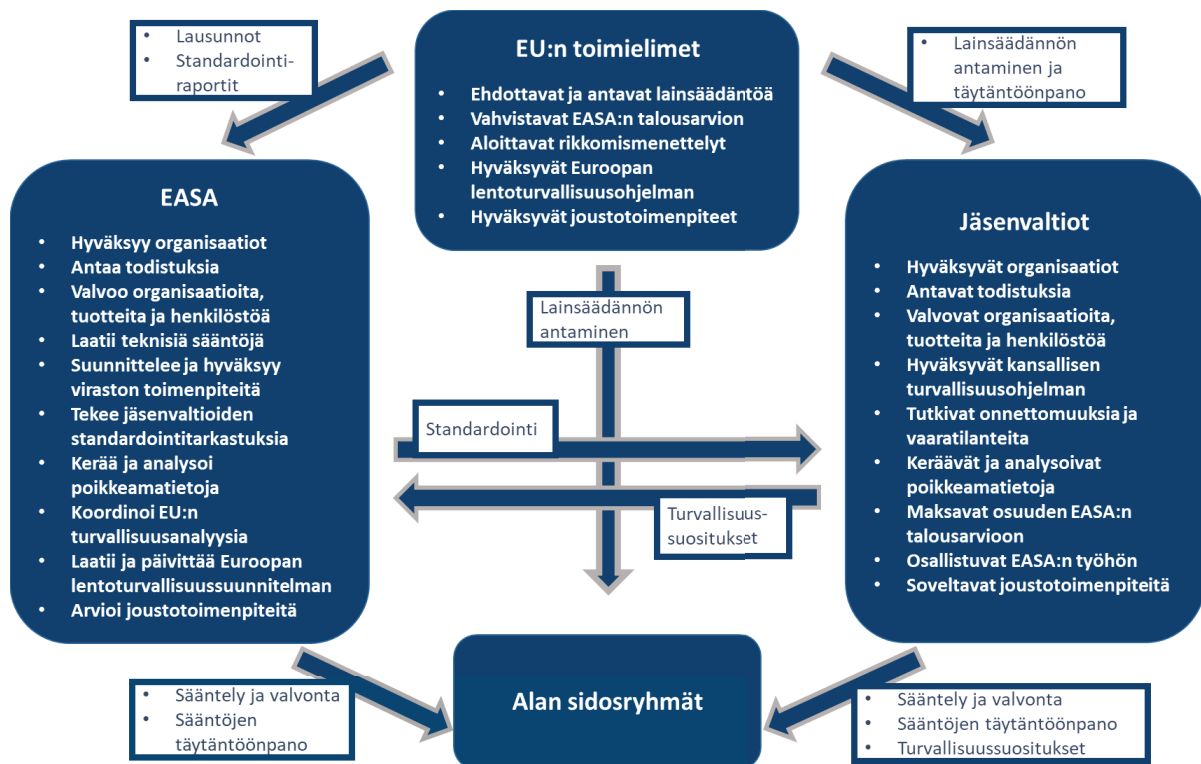 • Lausunnot
• Standardointi-
raportit
EU:n toimielimet
• Ehdottavat ja antavat lainsäädäntöä
• Vahvistavat EASA:n talousarvion
• Aloittavat rikkomismenettelyt
• Hyväksyvät Euroopan
lentoturvallisuusohjelman
• Hyväksyvät joustotoimenpiteet
• Lainsäädännön
antaminen ja
täytäntöönpano
EASA
• Hyväksyy organisaatiot
• Antaa todistuksia
• Valvoo organisaatioita,
tuotteita ja henkilöstöä
• Laatii teknisiä sääntöjä
• Suunnittelee ja hyväksyy
viraston toimenpiteitä
• Tekee jäsenvaltioiden
standardointitarkastuksia
• Kerää ja analysoi
poikkeamatietoja
• Koordinoi EU:n
turvallisuusanalyysia
• Laatii ja päivittää Euroopan
lentoturvallisuussuunnitelman
• Arvioi joustotoimenpiteitä
Lainsäädännön
antaminen
Standardointi
Turvallisuus-
suositukset
Jäsenvaltiot
• Hyväksyvät organisaatiot
• Antavat todistuksia
• Valvovat organisaatioita,
tuotteita ja henkilöstöä
• Hyväksyvät kansallisen
turvallisuusohjelman
• Tutkivat onnettomuuksia ja
vaaratilanteita
• Keräävät ja analysoivat
poikkeamatietoja
• Maksavat osuuden EASA:n
talousarvioon
• Osallistuvat EASA:n työhön
• Soveltavat joustotoimenpiteitä
• Sääntely ja valvonta
• Sääntöjen
täytäntöönpano
Alan sidosryhmät
• Sääntely ja valvonta
• Sääntöjen täytäntöönpano
• Turvallisuussuositukset